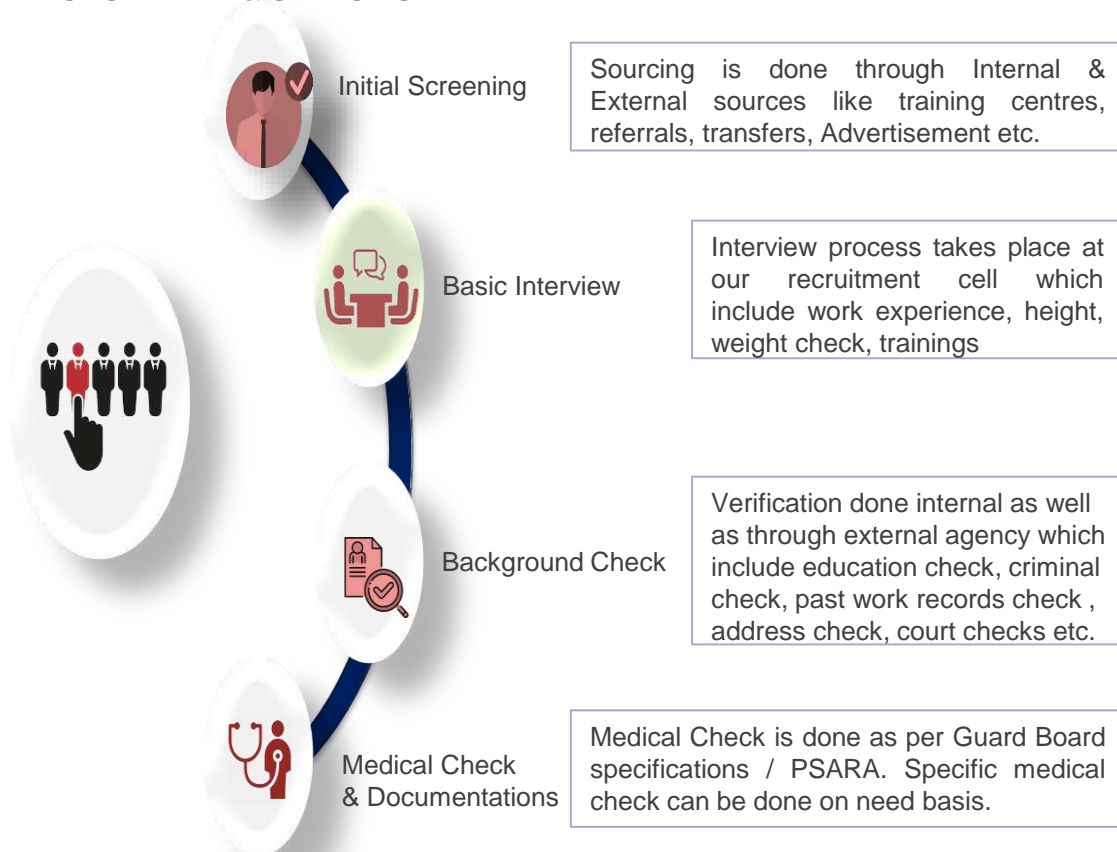 Initial Screening
Sourcing is done through Internal &
External sources like training centres,
referrals, transfers, Advertisement etc.
Basic Interview
Interview process takes place at
our recruitment cell which
include work experience, height,
weight check, trainings
Background Check
Verification done internal as well
as through external agency which
include education check, criminal
check, past work records check ,
address check, court checks etc.
Medical Check
& Documentations
Medical Check is done as per Guard Board
specifications / PSARA. Specific medical
check can be done on need basis.